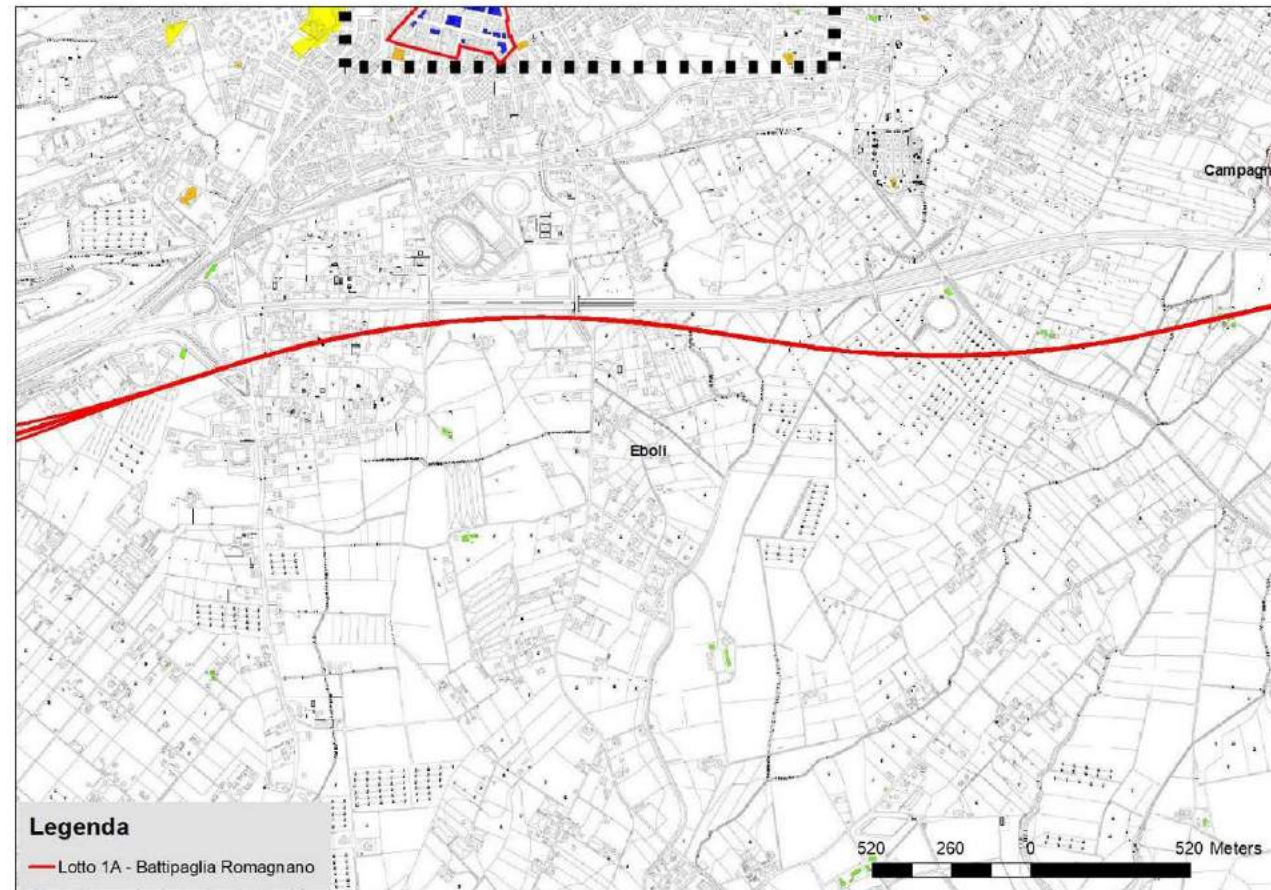 Campagn
Eboli
Legenda
Lotto 1A - Battipaglia Romagnano
520 260 0 520 Meters